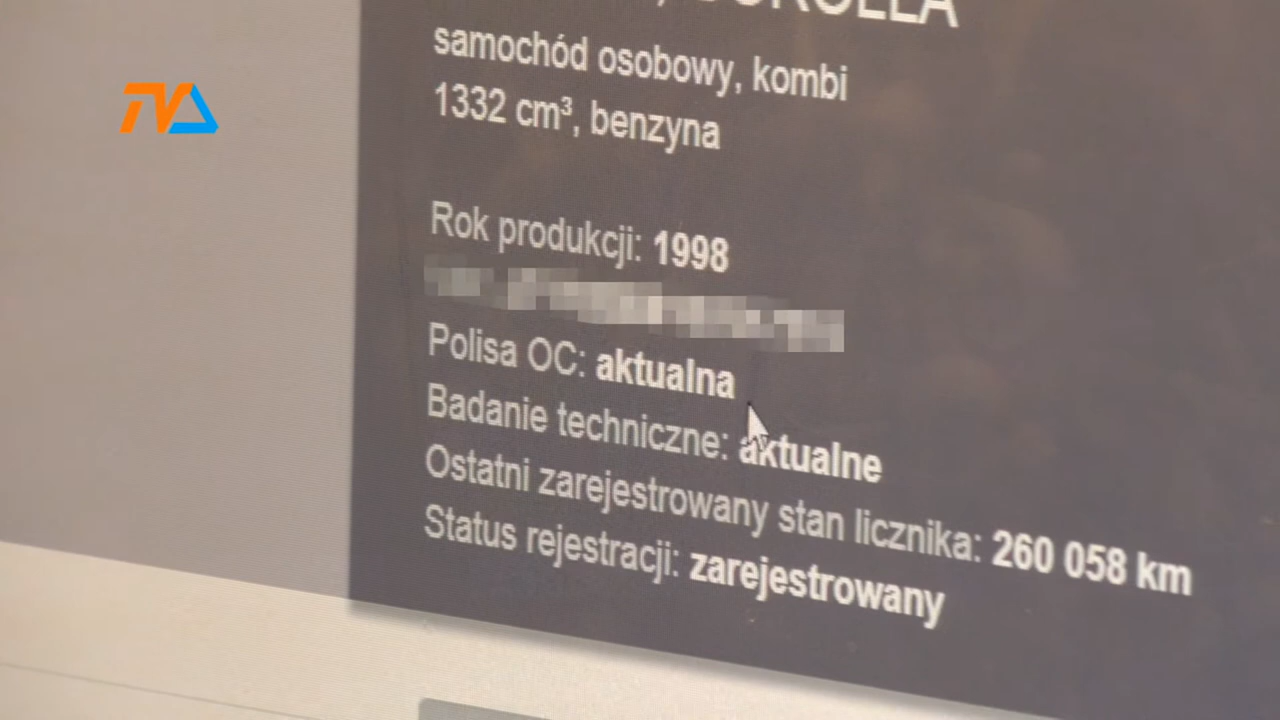 COROLLA
samochód osobowy, kombi
1332 cm³, benzyna
Rok produkcji: 1998
Polisa OC: aktualna
Badanie techniczne: aktualne
Ostatni zarejestrowany stan licznika: 260 058 km
Status rejestracji: zarejestrowany